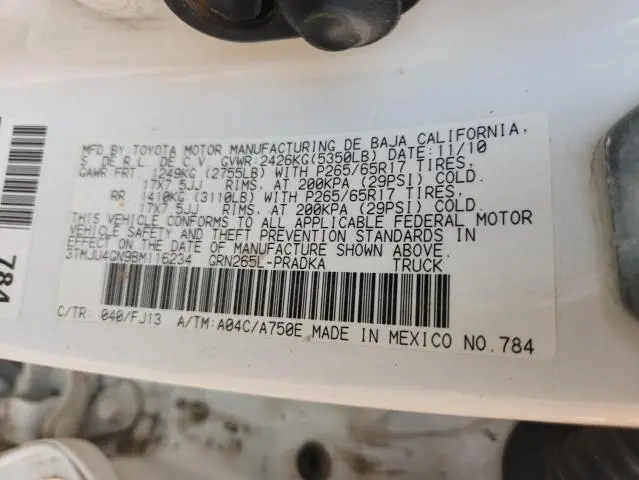 MFD.BY TOYOTA MOTOR MANUFACTURING DE BAJA CALIFORNIA,
S. DE R.L. DE C.V. GVWR:2426KG(5350LB) DATE:11/10
GAWR FRT. 1249KG (2755LB) WITH P265/65R17 TIRES,
17X7.5JJ RIMS, AT 200KPA (29PSI) COLD.
RR. 1410KG (3110LB) WITH P265/65R17 TIRES,
17X7.5JJ RIMS, AT 200KPA (29PSI) COLD.
THIS VEHICLE CONFORMS TO ALL APPLICABLE FEDERAL MOTOR
VEHICLE SAFETY AND THEFT PREVENTION STANDARDS IN
EFFECT ON THE DATE OF MANUFACTURE SHOWN ABOVE.
3TMJU4GN9BM116234 GRN265L-PRADKA TRUCK
C/TR: 040/FJ13 A/TM:A04C/A750E MADE IN MEXICO NO.784
784